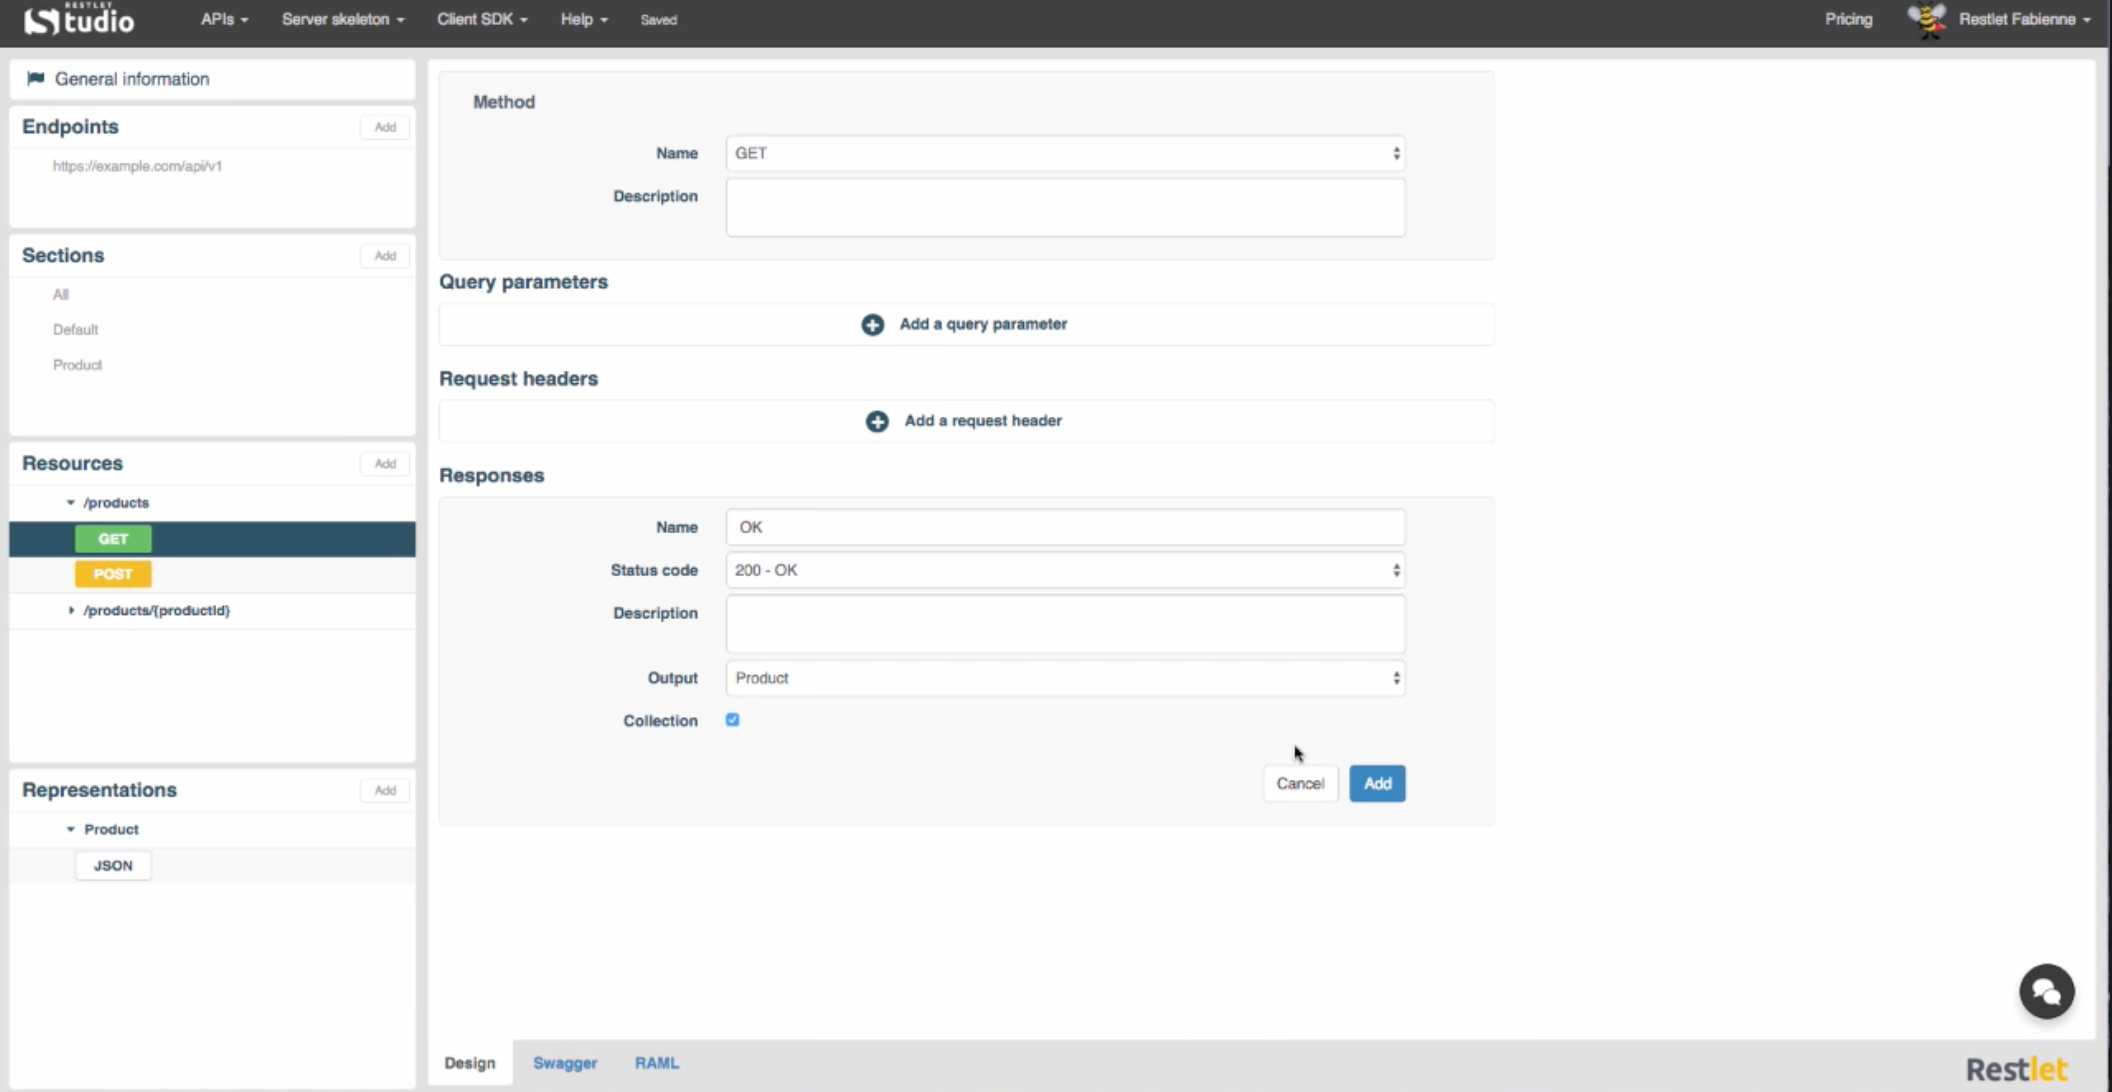 RESTLET
Studio
APIs
Server skeleton
Client SDK
Help
Saved
Pricing
Restlet Fabienne
General information
Endpoints
Add
https://example.com/api/v1
Sections
Add
All
Default
Product
Resources
Add
/products
GET
POST
/products/{productId}
Representations
Add
Product
JSON
Method
Name
GET
Description
Query parameters
Add a query parameter
Request headers
Add a request header
Responses
Name
OK
Status code
200 - OK
Description
Output
Product
Collection
Cancel
Add
Design
Swagger
RAML
Restlet